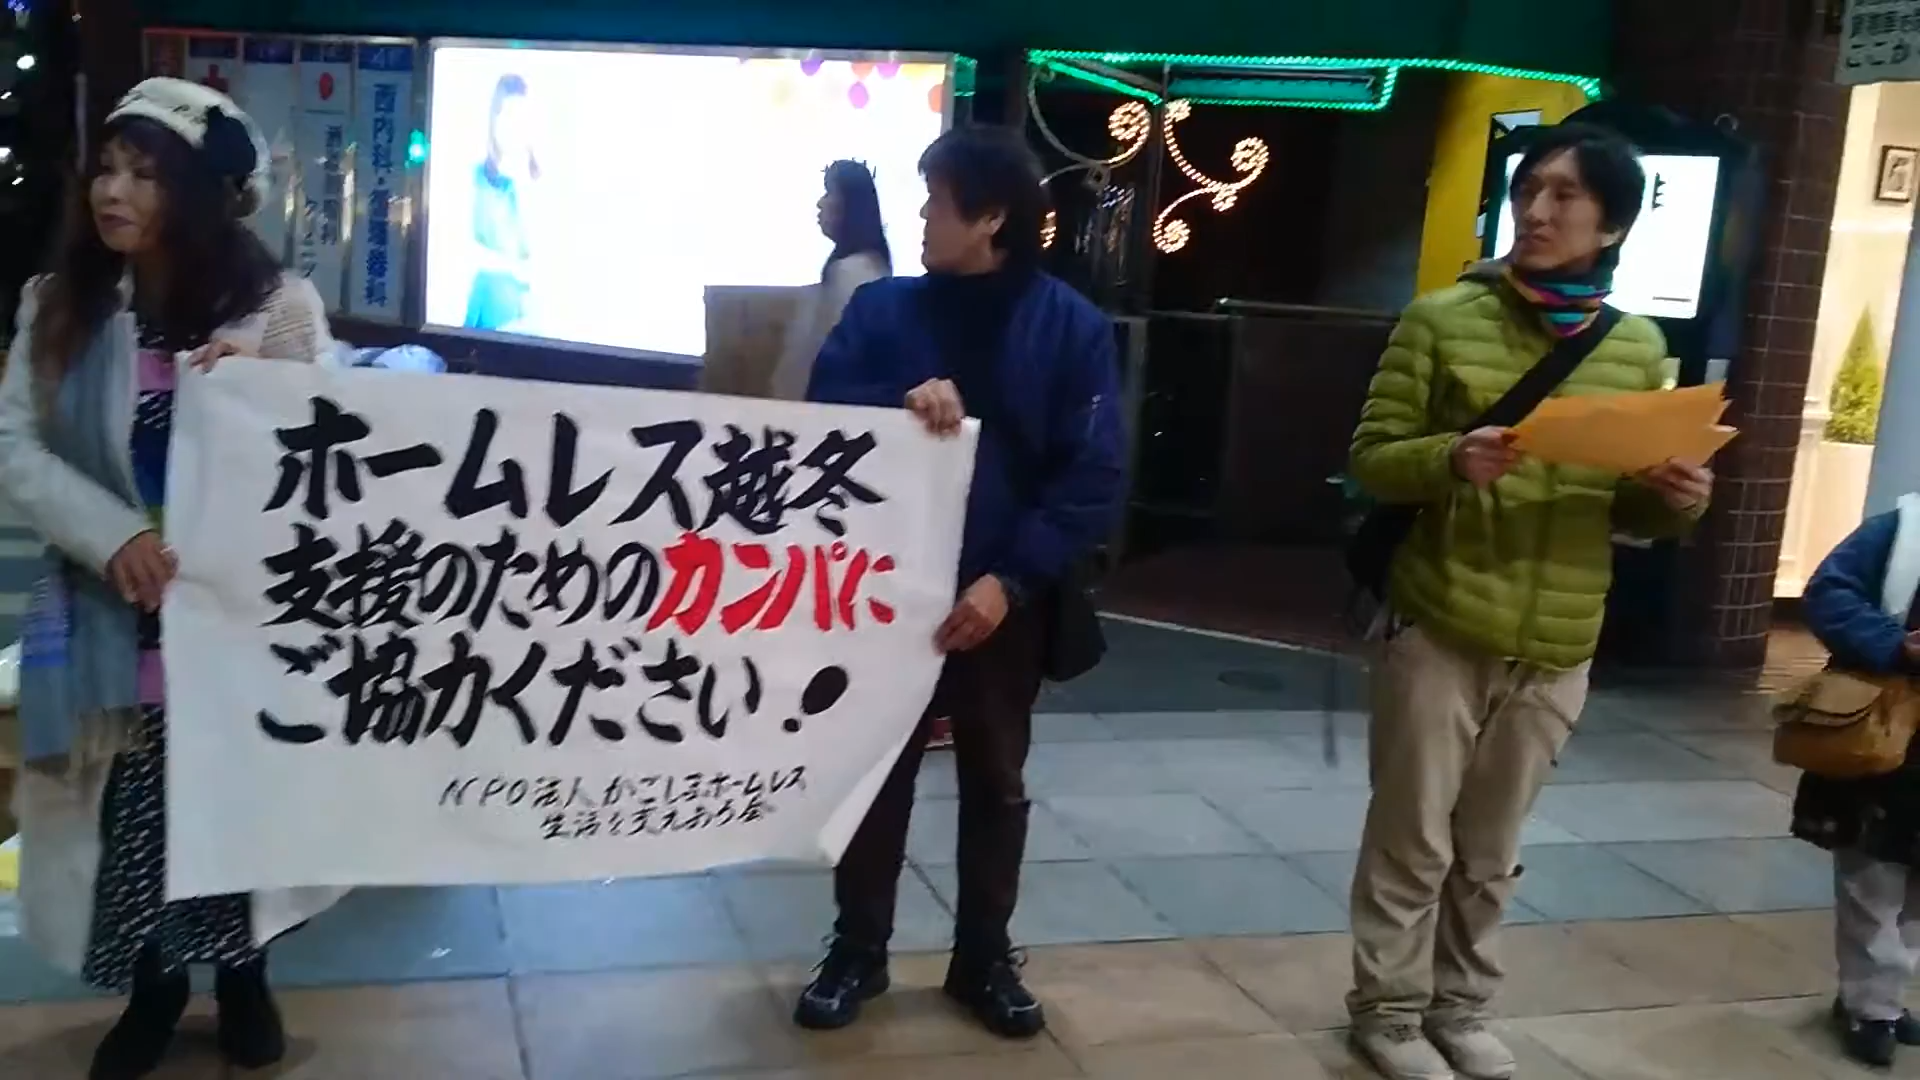 ホームレス越冬
支援のためのカンパに
ご協力ください!
NPO法人かごしまホームレス
生活を支えあう会